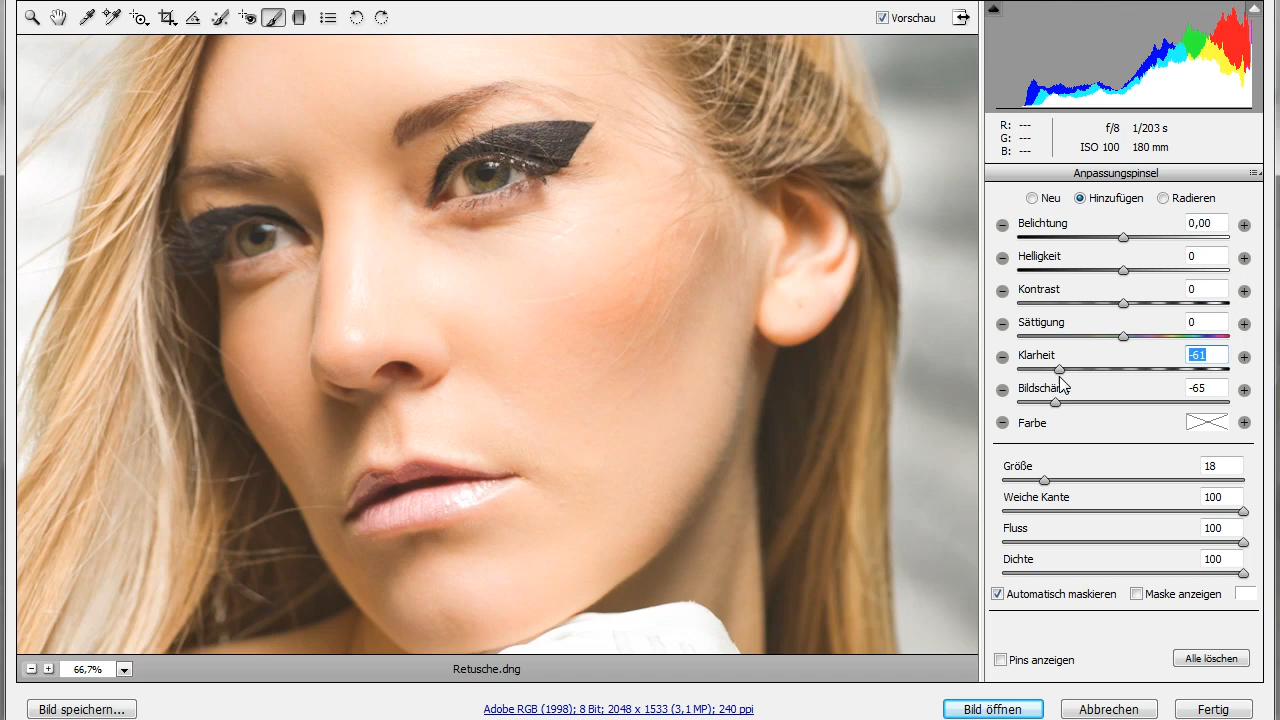 Vorschau
R: ---
G: ---
B: ---
f/8 1/203 s
ISO 100 180 mm
Anpassungspinsel
Neu Hinzufügen Radieren
Belichtung 0,00
Helligkeit 0
Kontrast 0
Sättigung 0
Klarheit -61
Bildschärfe -65
Farbe
Größe 18
Weiche Kante 100
Fluss 100
Dichte 100
Automatisch maskieren Maske anzeigen
Pins anzeigen Alle löschen
66,7% Retusche.dng
Bild speichern... Adobe RGB (1998); 8 Bit; 2048 x 1533 (3,1 MP); 240 ppi Bild öffnen Abbrechen Fertig